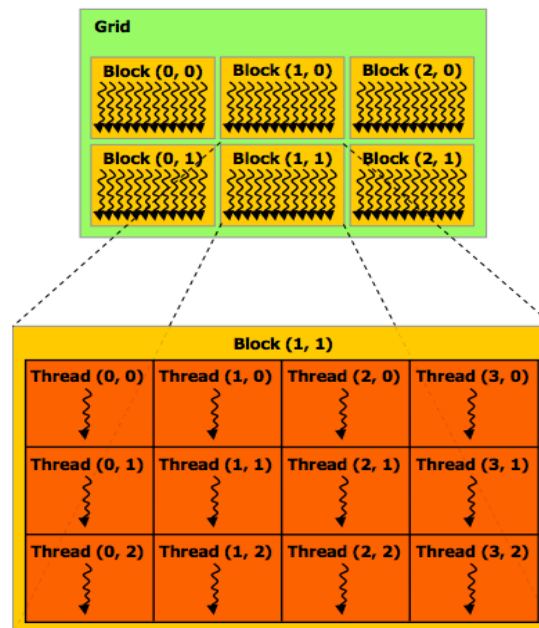 Grid
Block (0, 0) Block (1, 0) Block (2, 0)
Block (0, 1) Block (1, 1) Block (2, 1)
Block (1, 1)
Thread (0, 0) Thread (1, 0) Thread (2, 0) Thread (3, 0)
Thread (0, 1) Thread (1, 1) Thread (2, 1) Thread (3, 1)
Thread (0, 2) Thread (1, 2) Thread (2, 2) Thread (3, 2)